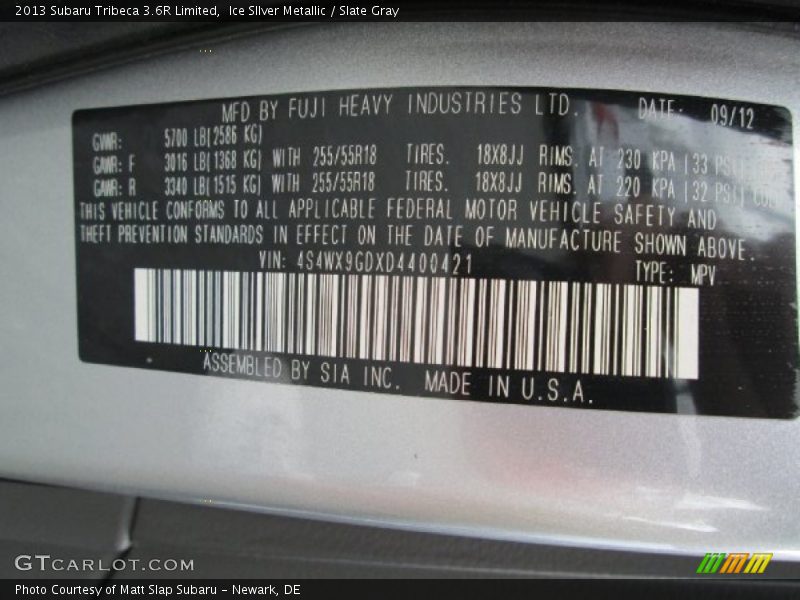 2013 Subaru Tribeca 3.6R Limited,  Ice SIlver Metallic / Slate Gray
MFD BY FUJI HEAVY INDUSTRIES LTD. DATE: 09/12
GVWR: 5700 LB(2586 KG)
GAWR: F 3016 LB(1368 KG) WITH 255/55R18 TIRES. 18X8JJ RIMS. AT 230 KPA (33 PSI)
GAWR: R 3340 LB(1515 KG) WITH 255/55R18 TIRES. 18X8JJ RIMS. AT 220 KPA (32 PSI)
THIS VEHICLE CONFORMS TO ALL APPLICABLE FEDERAL MOTOR VEHICLE SAFETY AND
THEFT PREVENTION STANDARDS IN EFFECT ON THE DATE OF MANUFACTURE SHOWN ABOVE.
VIN: 4S4WX9GDXD4400421 TYPE: MPV
ASSEMBLED BY SIA INC. MADE IN U.S.A.
GTCARLOT.COM
Photo Courtesy of Matt Slap Subaru - Newark, DE